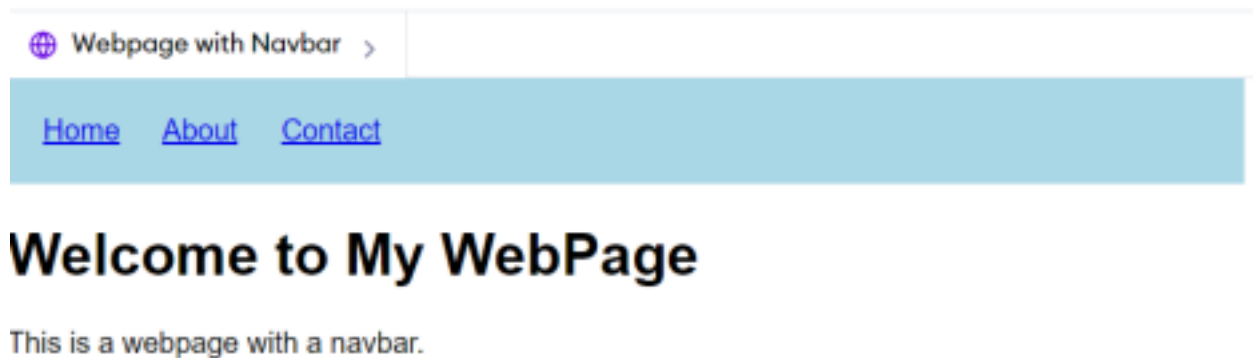 Webpage with Navbar >
Home About Contact
Welcome to My WebPage
This is a webpage with a navbar.